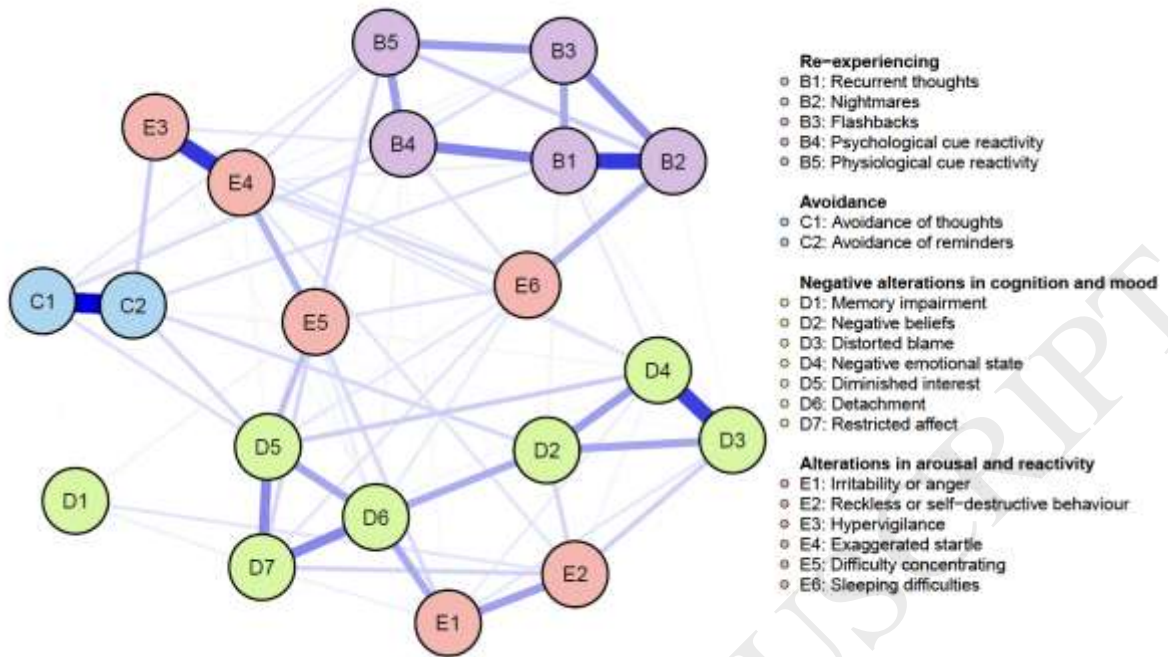 B5
B3
E3
B4
B1
B2
E4
C1
C2
E5
E6
D4
D5
D2
D3
D1
D6
D7
E2
E1
Re-experiencing
B1: Recurrent thoughts
B2: Nightmares
B3: Flashbacks
B4: Psychological cue reactivity
B5: Physiological cue reactivity
Avoidance
C1: Avoidance of thoughts
C2: Avoidance of reminders
Negative alterations in cognition and mood
D1: Memory impairment
D2: Negative beliefs
D3: Distorted blame
D4: Negative emotional state
D5: Diminished interest
D6: Detachment
D7: Restricted affect
Alterations in arousal and reactivity
E1: Irritability or anger
E2: Reckless or self-destructive behaviour
E3: Hypervigilance
E4: Exaggerated startle
E5: Difficulty concentrating
E6: Sleeping difficulties
USCRIPT